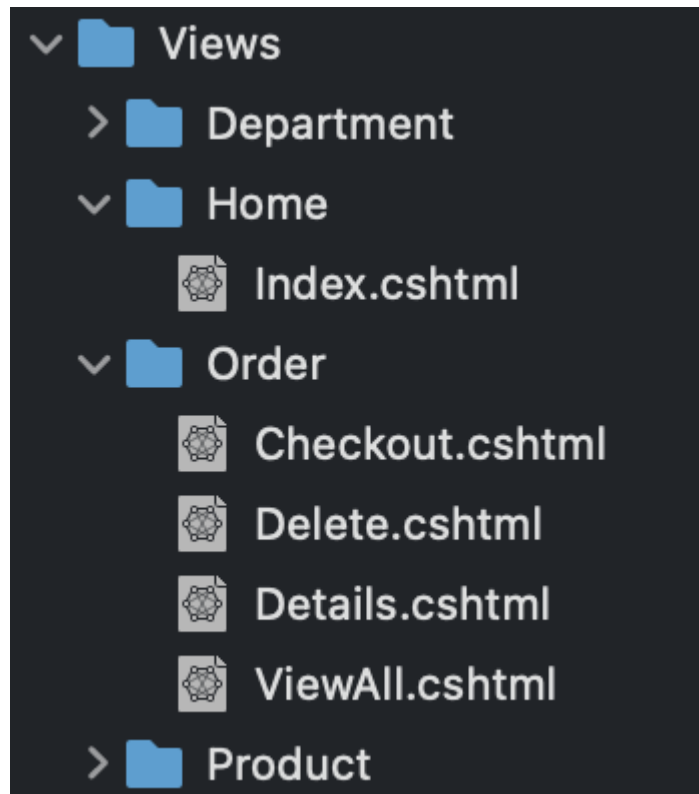 Views
Department
Home
Index.cshtml
Order
Checkout.cshtml
Delete.cshtml
Details.cshtml
ViewAll.cshtml
Product